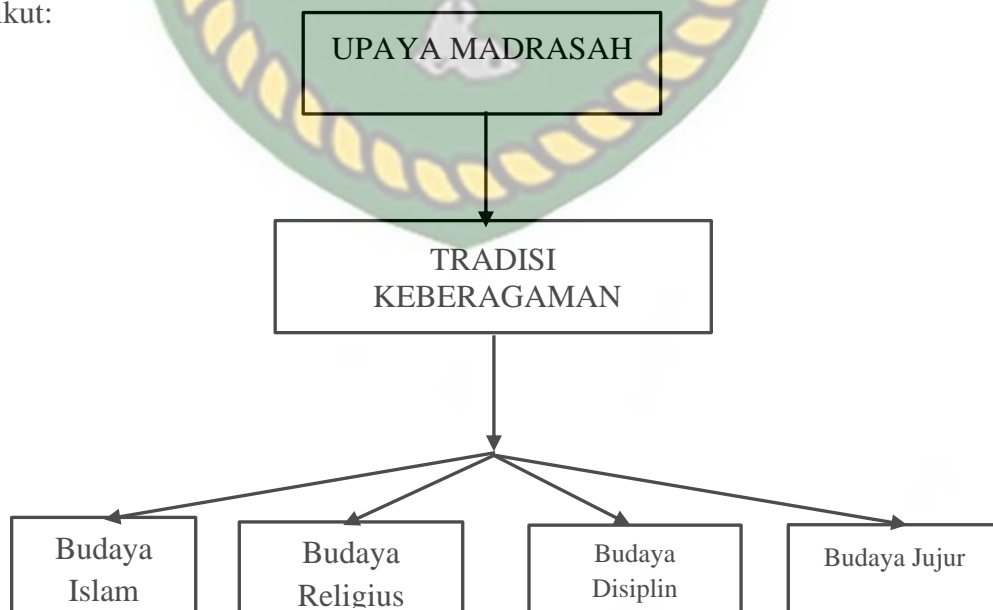 kut:
UPAYA MADRASAH
TRADISI
KEBERAGAMAN
Budaya
Islam
Budaya
Religius
Budaya
Disiplin
Budaya Jujur